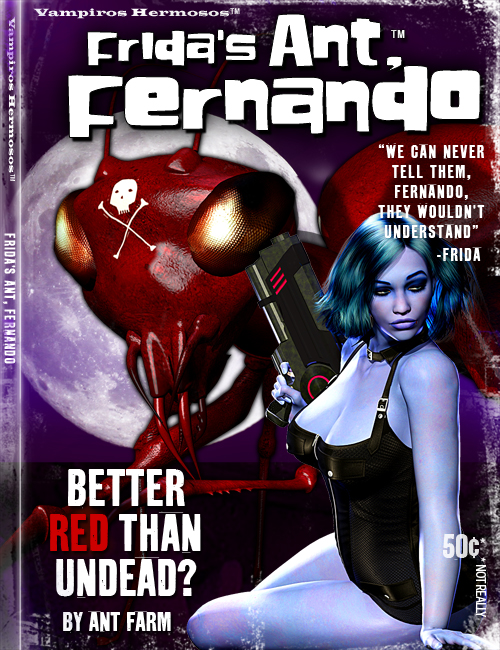 Vampiros Hermosos™
Frida's Ant,™
Fernando
"WE CAN NEVER
TELL THEM,
FERNANDO,
THEY WOULDN'T
UNDERSTAND"
-FRIDA
BETTER
RED THAN
UNDEAD?
BY ANT FARM
50¢*
*NOT REALLY
Vampiros Hermosos™
FRIDA'S ANT, FERNANDO